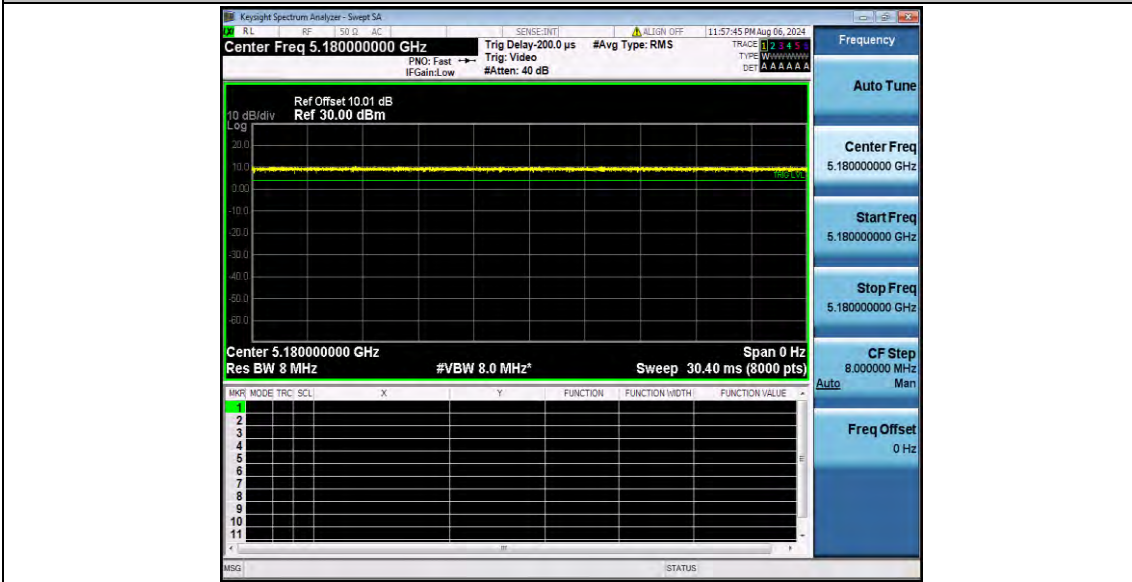 Keysight Spectrum Analyzer - Swept SA
RL RF 50 Ω AC SENSE:INT ALIGN OFF 11:57:45 PM Aug 06, 2024
Center Freq 5.180000000 GHz
PNO: Fast
IFGain:Low
Trig Delay-200.0 µs
Trig: Video
#Atten: 40 dB
#Avg Type: RMS
TRACE 1 2 3 4 5 6
TYPE WWWWWW
DET A A A A A A
Frequency
Auto Tune
Center Freq
5.180000000 GHz
Start Freq
5.180000000 GHz
Stop Freq
5.180000000 GHz
CF Step
8.000000 MHz
Auto Man
Freq Offset
0 Hz
Ref Offset 10.01 dB
10 dB/div Ref 30.00 dBm
Log
20.0
10.0
TRIG LVL
0.00
-10.0
-20.0
-30.0
-40.0
-50.0
-60.0
Center 5.180000000 GHz Span 0 Hz
Res BW 8 MHz #VBW 8.0 MHz* Sweep 30.40 ms (8000 pts)
MKR MODE TRC SCL X Y FUNCTION FUNCTION WIDTH FUNCTION VALUE
1
2
3
4
5
6
7
8
9
10
11
MSG STATUS